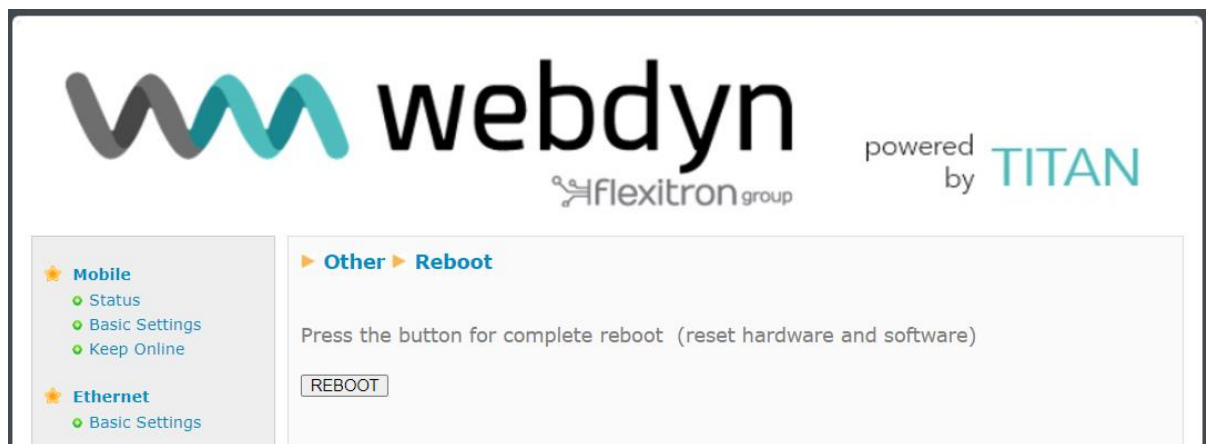 webdyn
flexitron group
powered
by TITAN
Mobile
Status
Basic Settings
Keep Online
Ethernet
Basic Settings
Other Reboot
Press the button for complete reboot (reset hardware and software)
REBOOT